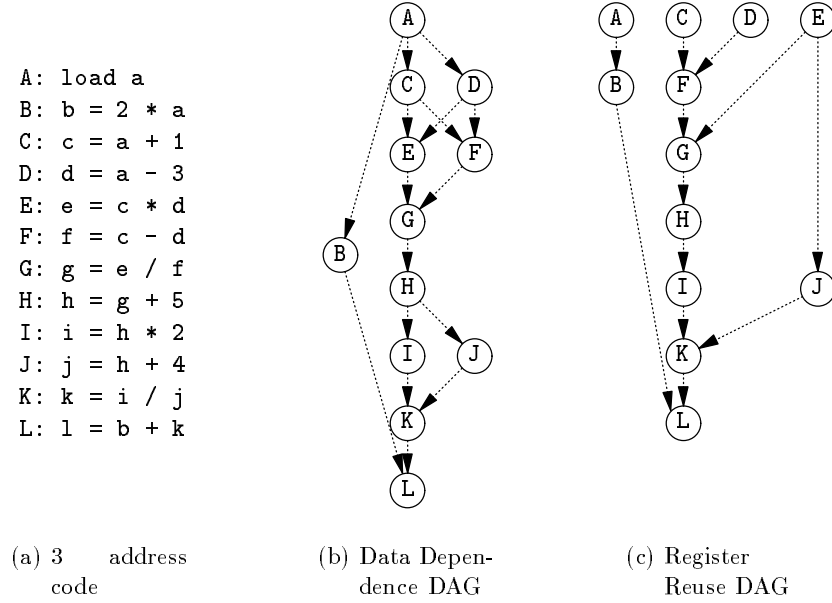 A: load a
B: b = 2 * a
C: c = a + 1
D: d = a - 3
E: e = c * d
F: f = c - d
G: g = e / f
H: h = g + 5
I: i = h * 2
J: j = h + 4
K: k = i / j
L: l = b + k
(a) 3 address
code
A
C D
E F
G
B
H
I J
K
L
(b) Data Depen-
dence DAG
A C D E
B F
G
H
I J
K
L
(c) Register
Reuse DAG